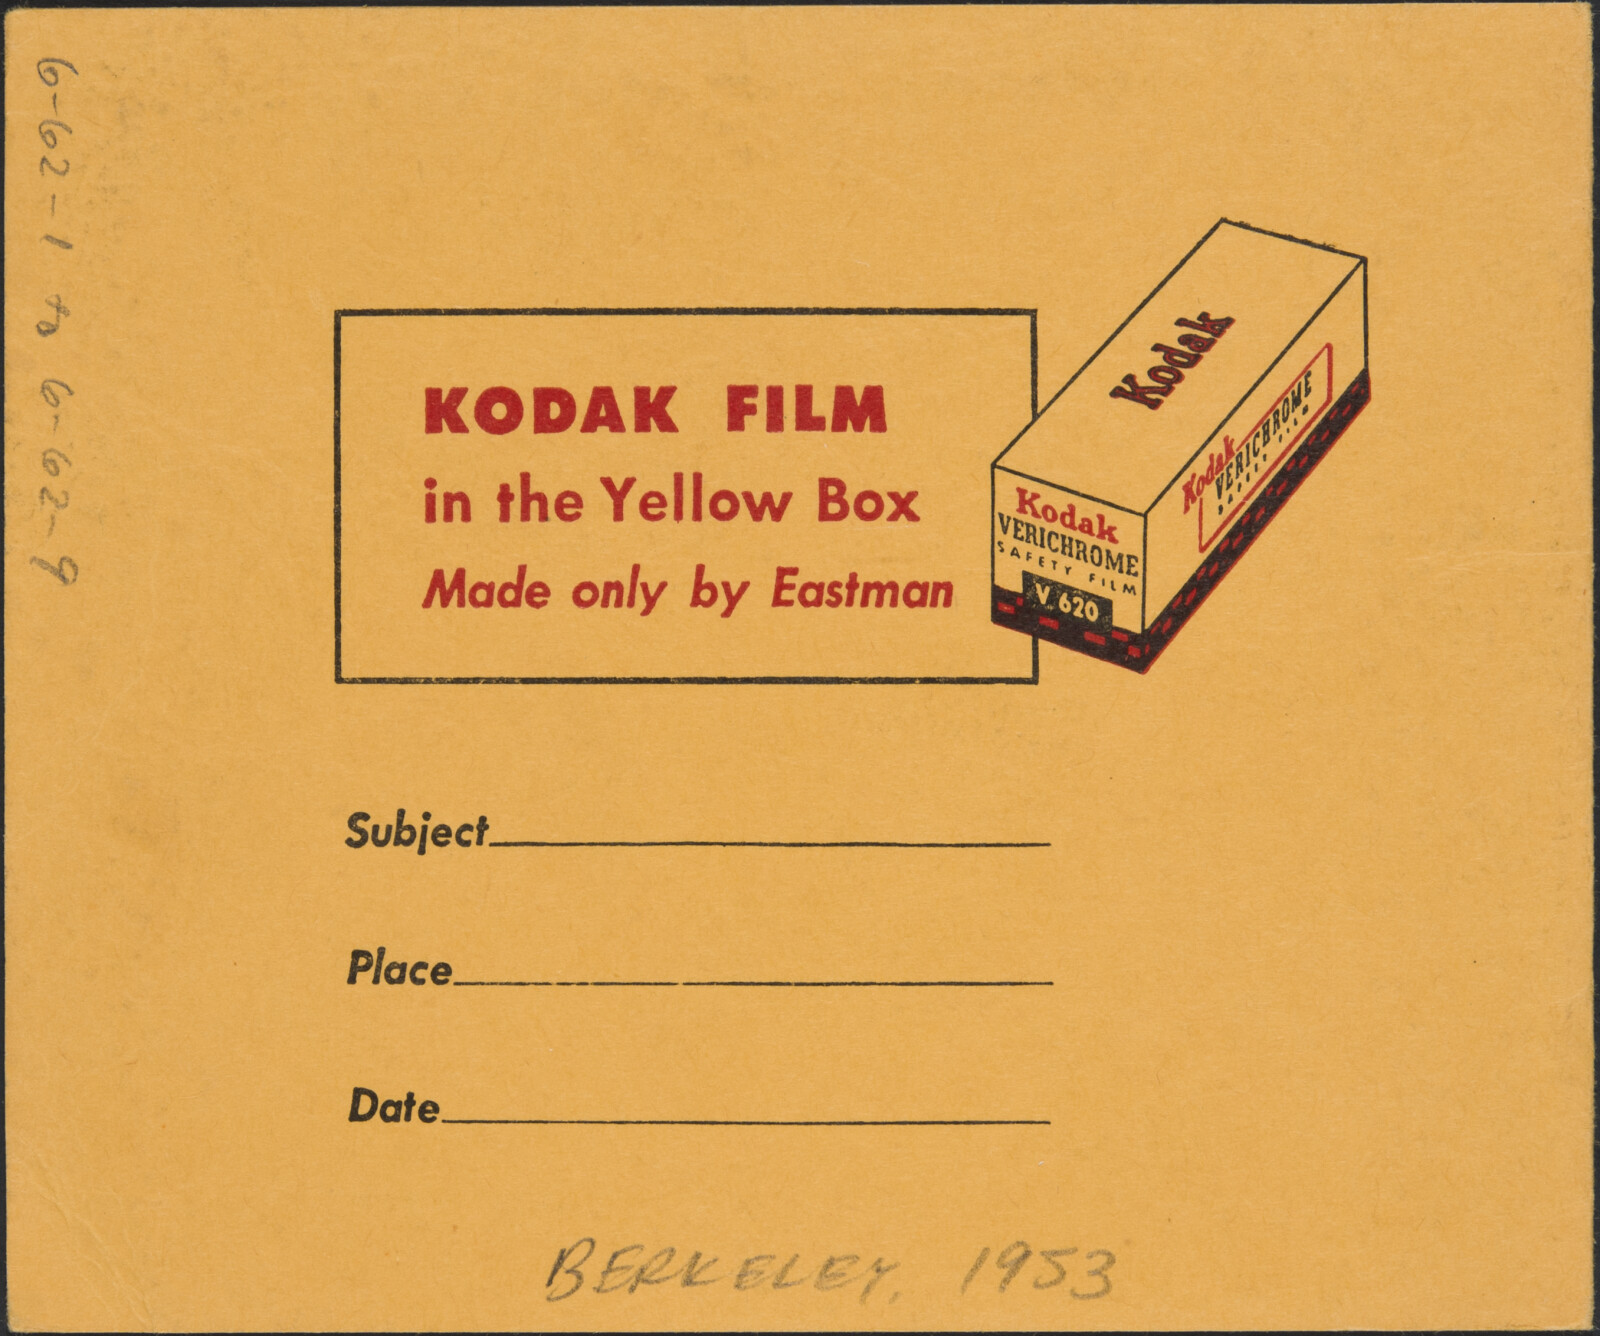 6-62-1 to 6-62-9
KODAK FILM
in the Yellow Box
Made only by Eastman
Kodak
Kodak
VERICHROME
SAFETY FILM
V 620
Kodak
VERICHROME
SAFETY FILM
Subject
Place
Date
BERKELEY, 1953